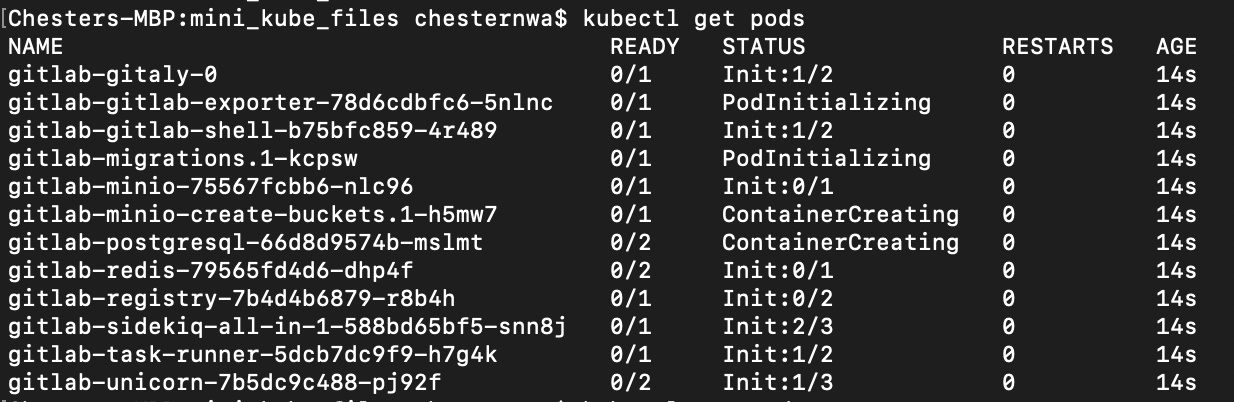 [Chesters-MBP:mini_kube_files chesternwa$ kubectl get pods
NAME READY STATUS RESTARTS AGE
gitlab-gitaly-0 0/1 Init:1/2 0 14s
gitlab-gitlab-exporter-78d6cdbfc6-5nlnc 0/1 PodInitializing 0 14s
gitlab-gitlab-shell-b75bfc859-4r489 0/1 Init:1/2 0 14s
gitlab-migrations.1-kcpsw 0/1 PodInitializing 0 14s
gitlab-minio-75567fcbb6-nlc96 0/1 Init:0/1 0 14s
gitlab-minio-create-buckets.1-h5mw7 0/1 ContainerCreating 0 14s
gitlab-postgresql-66d8d9574b-mslmt 0/2 ContainerCreating 0 14s
gitlab-redis-79565fd4d6-dhp4f 0/2 Init:0/1 0 14s
gitlab-registry-7b4d4b6879-r8b4h 0/1 Init:0/2 0 14s
gitlab-sidekiq-all-in-1-588bd65bf5-snn8j 0/1 Init:2/3 0 14s
gitlab-task-runner-5dcb7dc9f9-h7g4k 0/1 Init:1/2 0 14s
gitlab-unicorn-7b5dc9c488-pj92f 0/2 Init:1/3 0 14s